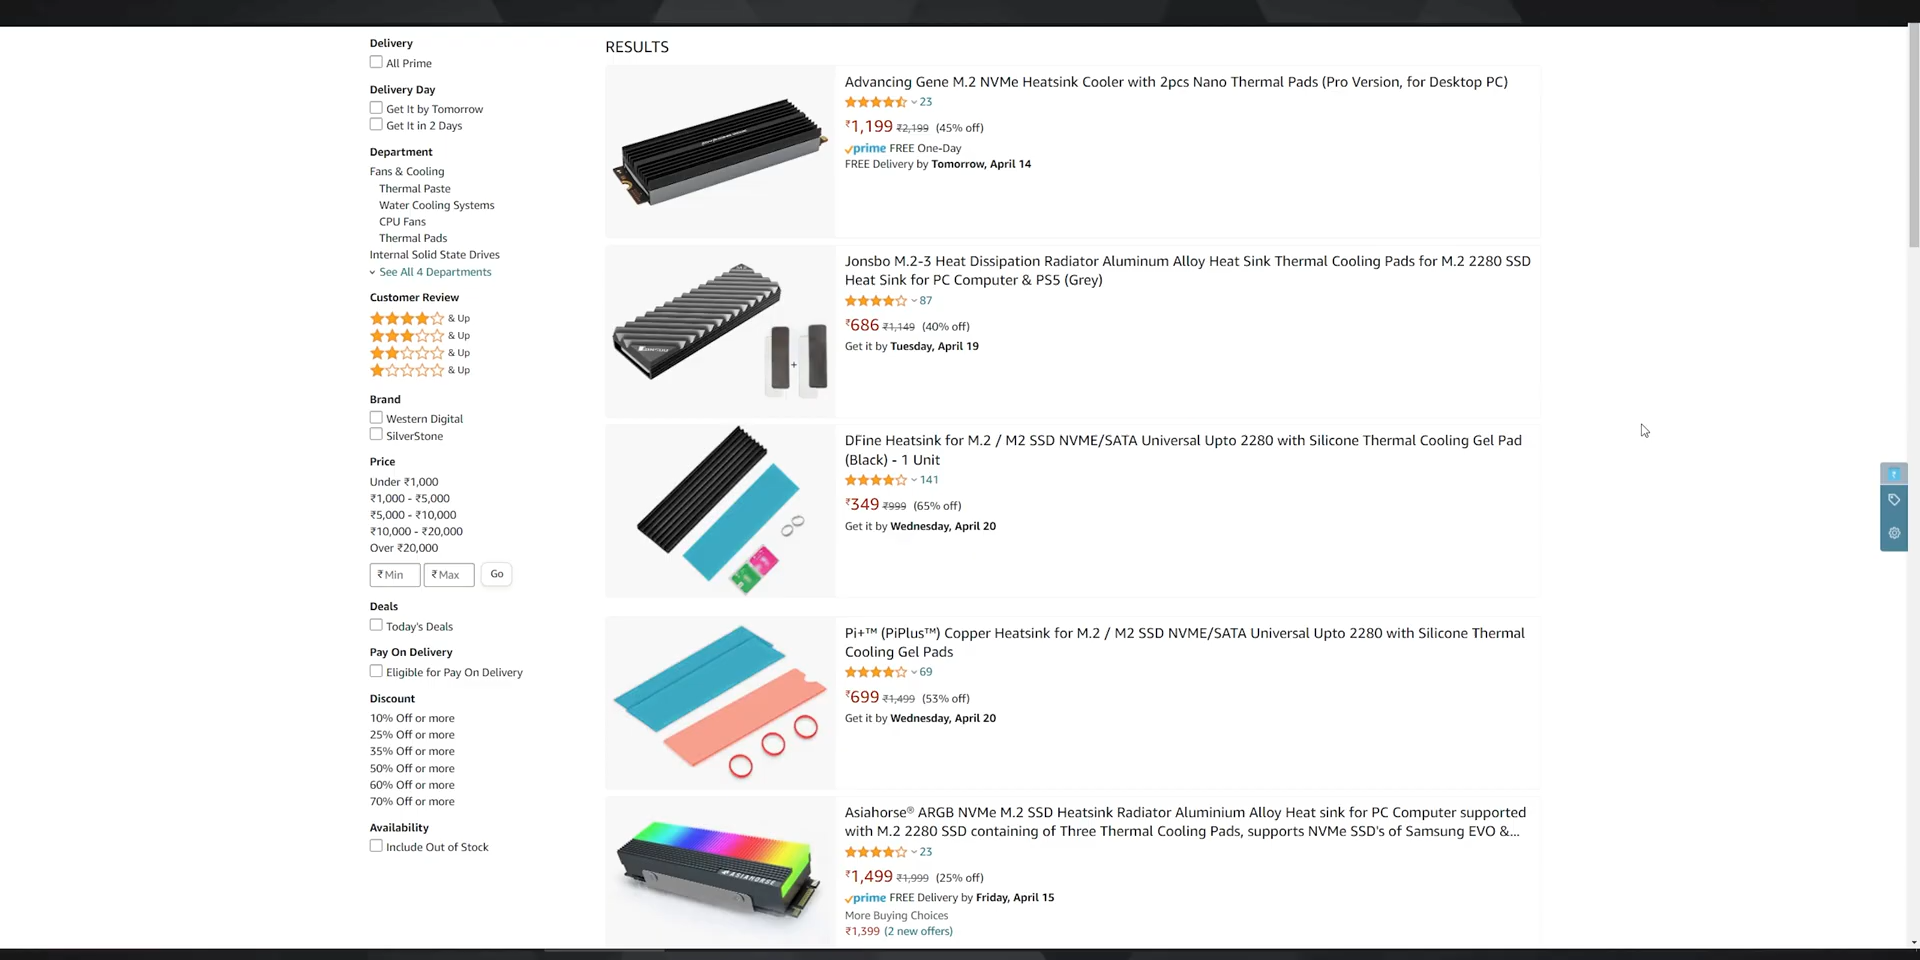 Delivery
All Prime
Delivery Day
Get It by Tomorrow
Get It in 2 Days
Department
Fans & Cooling
Thermal Paste
Water Cooling Systems
CPU Fans
Thermal Pads
Internal Solid State Drives
See All 4 Departments
Customer Review
& Up
& Up
& Up
& Up
Brand
Western Digital
SilverStone
Price
Under ₹1,000
₹1,000 - ₹5,000
₹5,000 - ₹10,000
₹10,000 - ₹20,000
Over ₹20,000
₹ Min ₹ Max Go
Deals
Today's Deals
Pay On Delivery
Eligible for Pay On Delivery
Discount
10% Off or more
25% Off or more
35% Off or more
50% Off or more
60% Off or more
70% Off or more
Availability
Include Out of Stock
RESULTS
Advancing Gene M.2 NVMe Heatsink Cooler with 2pcs Nano Thermal Pads (Pro Version, for Desktop PC)
23
₹1,199 ₹2,199 (45% off)
prime FREE One-Day
FREE Delivery by Tomorrow, April 14
Jonsbo M.2-3 Heat Dissipation Radiator Aluminum Alloy Heat Sink Thermal Cooling Pads for M.2 2280 SSD
Heat Sink for PC Computer & PS5 (Grey)
87
₹686 ₹1,149 (40% off)
Get it by Tuesday, April 19
DFine Heatsink for M.2 / M2 SSD NVME/SATA Universal Upto 2280 with Silicone Thermal Cooling Gel Pad
(Black) - 1 Unit
141
₹349 ₹999 (65% off)
Get it by Wednesday, April 20
Pi+™ (PiPlus™) Copper Heatsink for M.2 / M2 SSD NVME/SATA Universal Upto 2280 with Silicone Thermal
Cooling Gel Pads
69
₹699 ₹1,499 (53% off)
Get it by Wednesday, April 20
ASIAHORSE
Asiahorse® ARGB NVMe M.2 SSD Heatsink Radiator Aluminium Alloy Heat sink for PC Computer supported
with M.2 2280 SSD containing of Three Thermal Cooling Pads, supports NVMe SSD's of Samsung EVO &...
23
₹1,499 ₹1,999 (25% off)
prime FREE Delivery by Friday, April 15
More Buying Choices
₹1,399 (2 new offers)